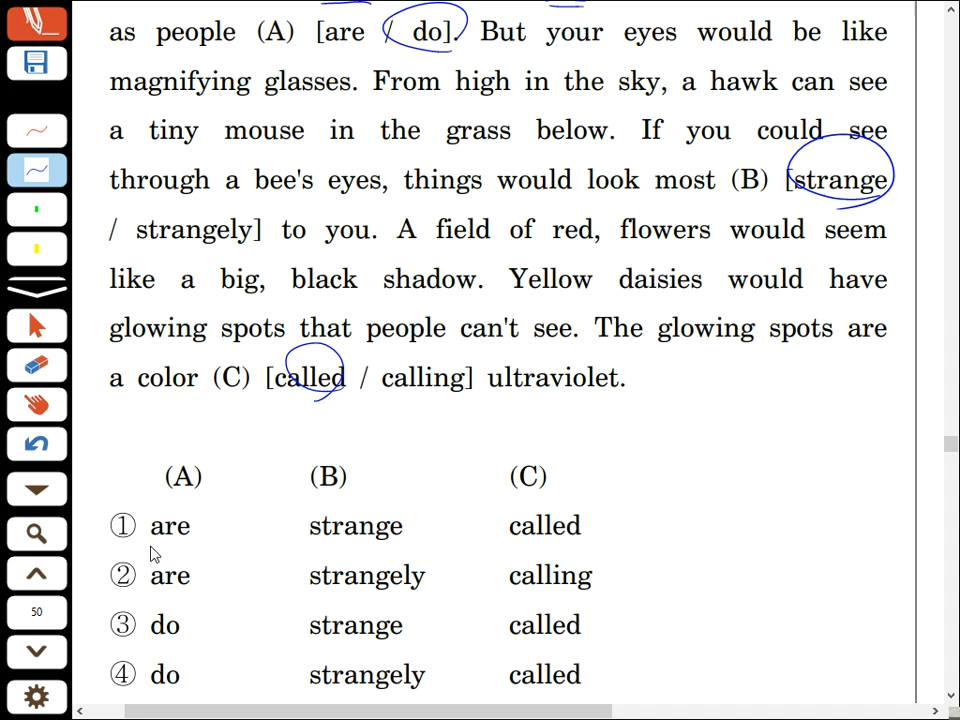 as people (A) [are / do]. But your eyes would be like
magnifying glasses. From high in the sky, a hawk can see
a tiny mouse in the grass below. If you could see
through a bee's eyes, things would look most (B) [strange
/ strangely] to you. A field of red, flowers would seem
like a big, black shadow. Yellow daisies would have
glowing spots that people can't see. The glowing spots are
a color (C) [called / calling] ultraviolet.
(A) (B) (C)
① are strange called
② are strangely calling
③ do strange called
④ do strangely called
50